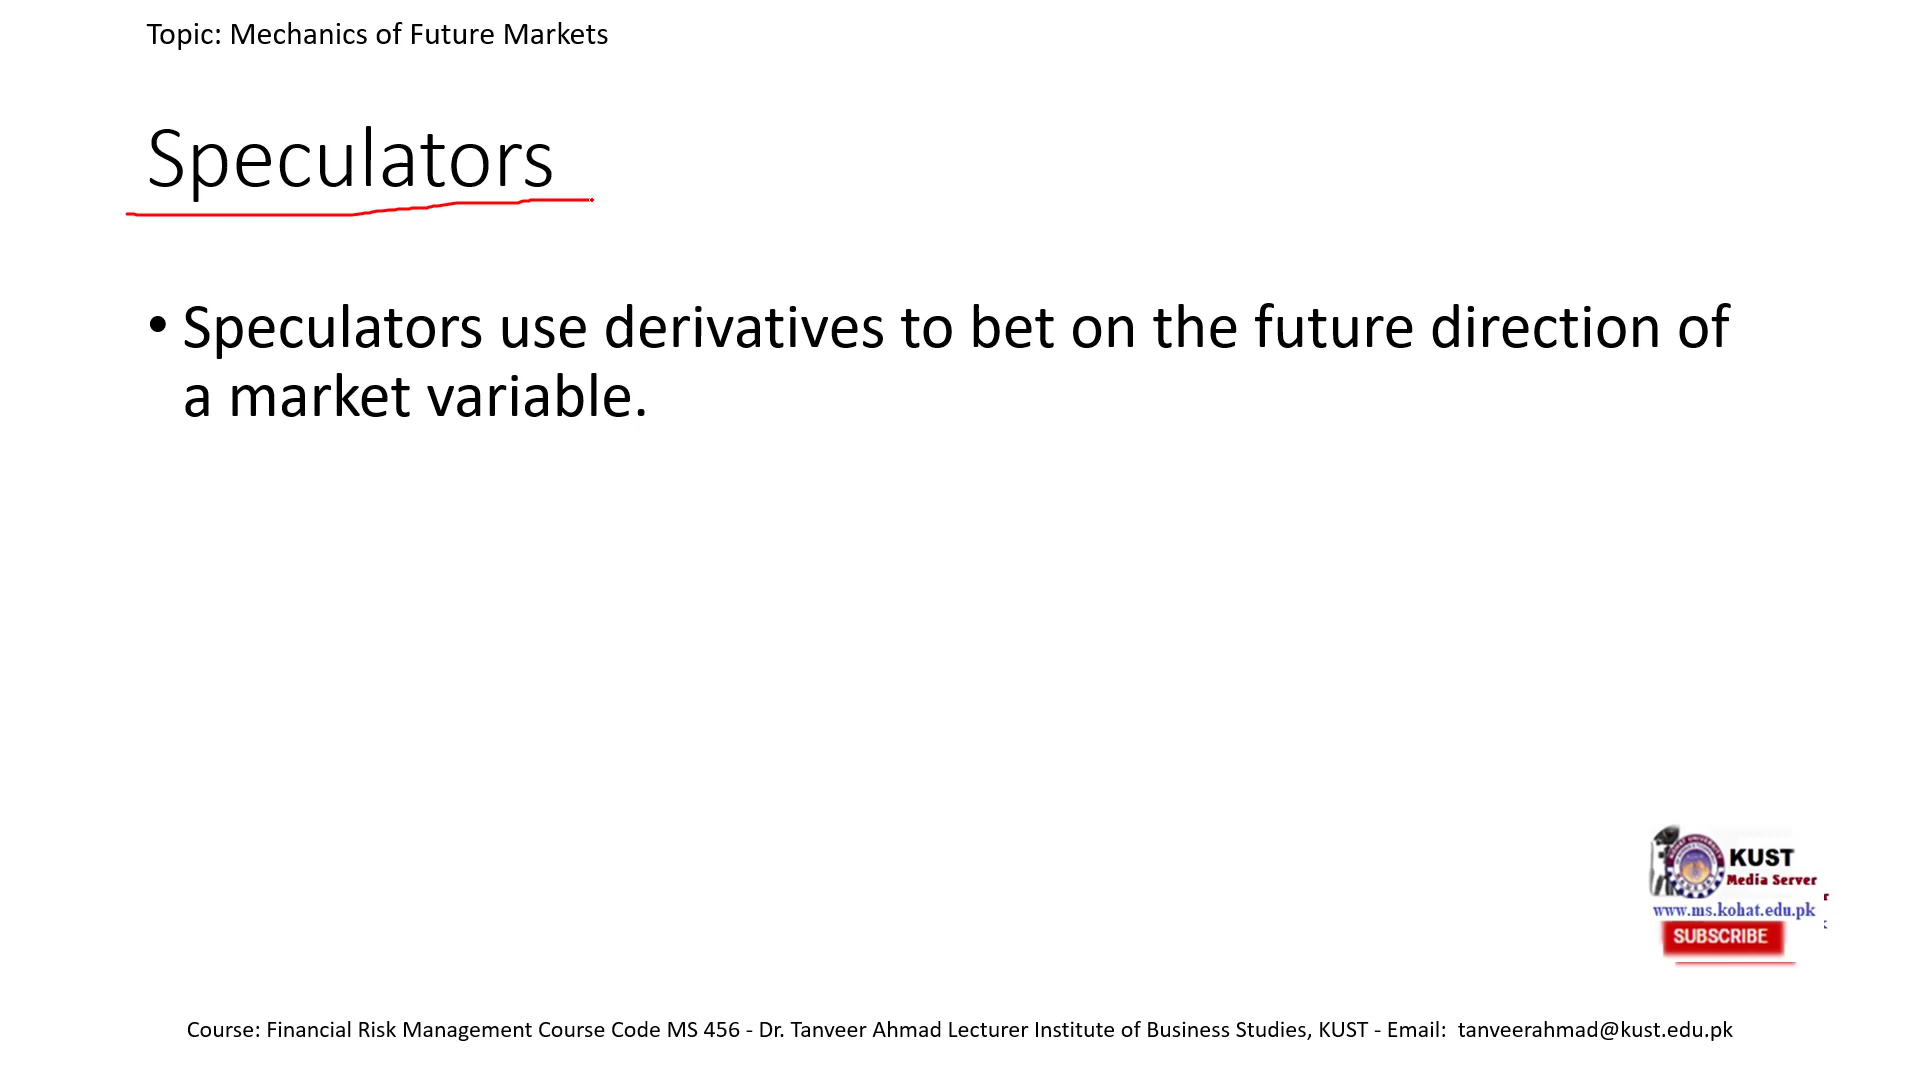 Topic: Mechanics of Future Markets
Speculators
• Speculators use derivatives to bet on the future direction of
a market variable.
KUST
Media Server
www.ms.kohat.edu.pk
SUBSCRIBE
Course: Financial Risk Management Course Code MS 456 - Dr. Tanveer Ahmad Lecturer Institute of Business Studies, KUST - Email: tanveerahmad@kust.edu.pk